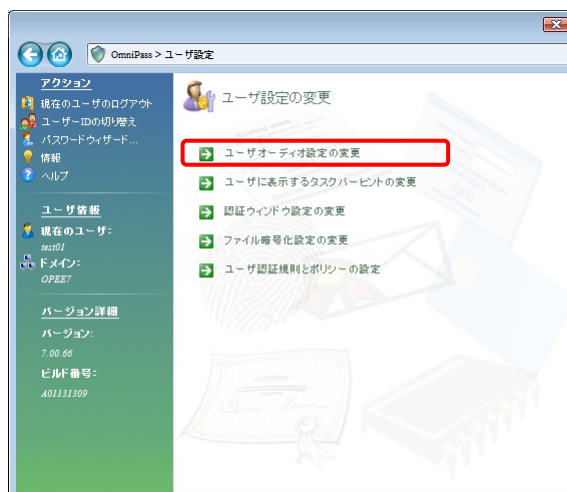 OmniPass > ユーザ設定
アクション
現在のユーザのログアウト
ユーザーIDの切り替え
パスワードウィザード...
情報
ヘルプ
ユーザ情報
現在のユーザ:
test01
ドメイン:
OPEE7
バージョン詳細
バージョン:
7.00.66
ビルド番号:
A01131309
ユーザ設定の変更
ユーザオーディオ設定の変更
ユーザに表示するタスクバーヒントの変更
認証ウィンドウ設定の変更
ファイル暗号化設定の変更
ユーザ認証規則とポリシーの設定